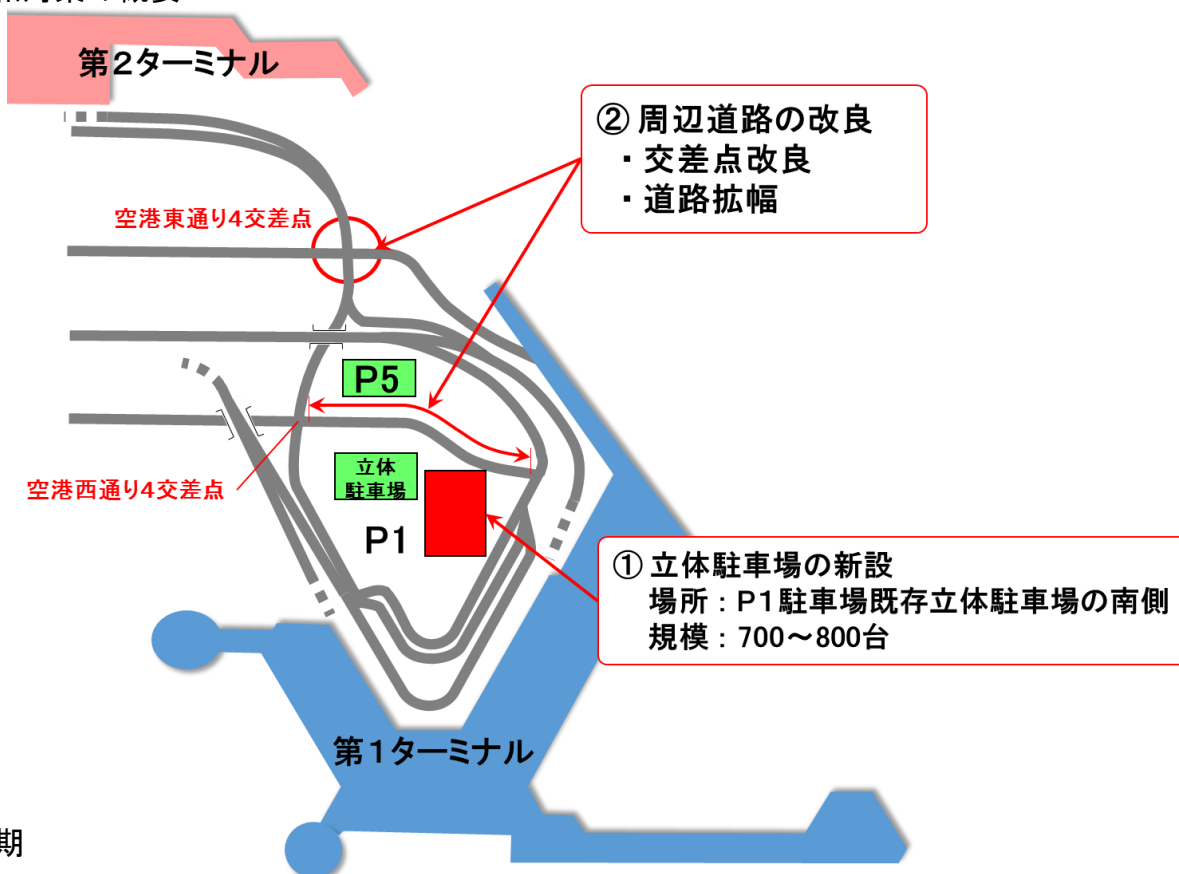 の概要
第2ターミナル
② 周辺道路の改良
・交差点改良
・道路拡幅
空港東通り4交差点
P5
立体
駐車場
空港西通り4交差点
P1
① 立体駐車場の新設
場所：P1駐車場既存立体駐車場の南側
規模：700～800台
第1ターミナル
期